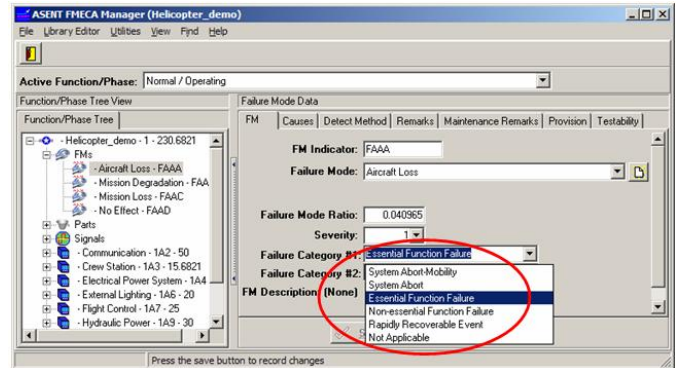 ASENT FMECA Manager (Helicopter_demo)
File Library Editor Utilities View Find Help
Active Function/Phase: Normal / Operating
Function/Phase Tree View
Function/Phase Tree
- Helicopter_demo - 1 - 230.6821
FMs
- Aircraft Loss - FAAA
- Mission Degradation - FAA
- Mission Loss - FAAC
- No Effect - FAAD
Parts
Signals
- Communication - 1A2 - 50
- Crew Station - 1A3 - 15.6821
- Electrical Power System - 1A4
- External Lighting - 1A6 - 20
- Flight Control - 1A7 - 25
- Hydraulic Power - 1A9 - 30
Failure Mode Data
FM Causes Detect Method Remarks Maintenance Remarks Provision Testability
FM Indicator: FAAA
Failure Mode: Aircraft Loss
Failure Mode Ratio: 0.040965
Severity: 1
Failure Category #1: Essential Function Failure
Failure Category #2:
FM Description: (None)
System Abort-Mobility
System Abort
Essential Function Failure
Non-essential Function Failure
Rapidly Recoverable Event
Not Applicable
Press the save button to record changes